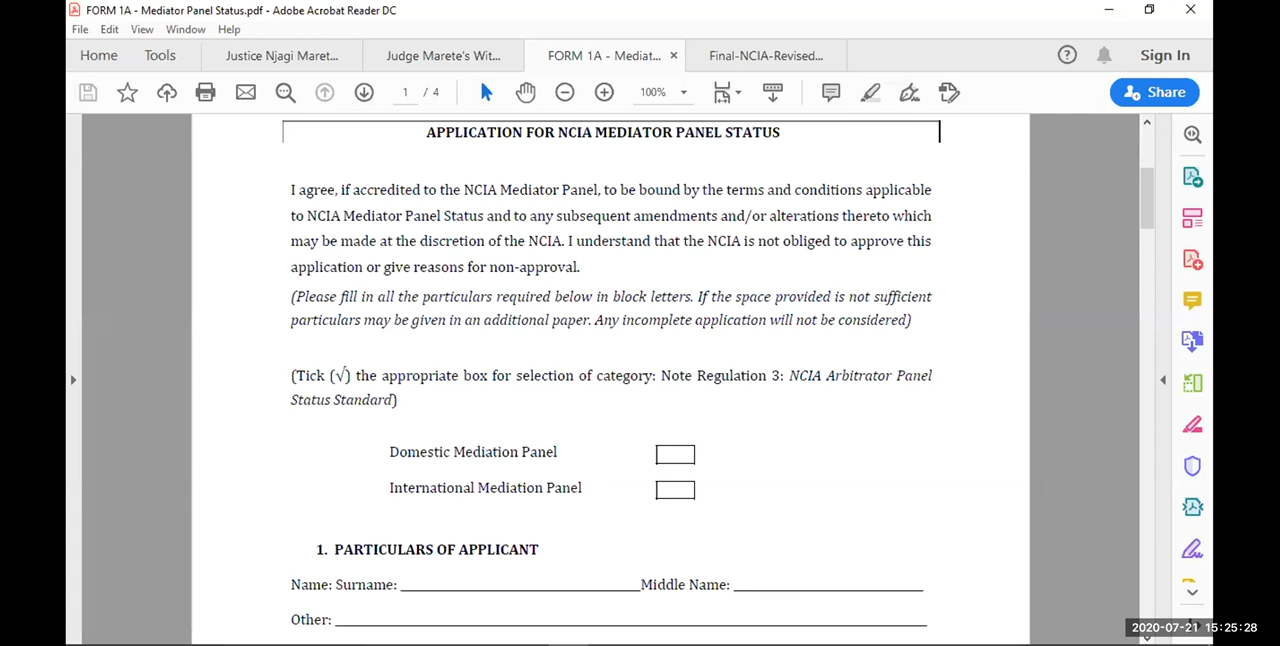 FORM 1A - Mediator Panel Status.pdf - Adobe Acrobat Reader DC
File Edit View Window Help
Home Tools Justice Njagi Maret... Judge Marete's Wit... FORM 1A - Mediat... × Final-NCIA-Revised... Sign In
1 / 4 100% Share
APPLICATION FOR NCIA MEDIATOR PANEL STATUS
I agree, if accredited to the NCIA Mediator Panel, to be bound by the terms and conditions applicable
to NCIA Mediator Panel Status and to any subsequent amendments and/or alterations thereto which
may be made at the discretion of the NCIA. I understand that the NCIA is not obliged to approve this
application or give reasons for non-approval.
(Please fill in all the particulars required below in block letters. If the space provided is not sufficient
particulars may be given in an additional paper. Any incomplete application will not be considered)
(Tick (√) the appropriate box for selection of category: Note Regulation 3: NCIA Arbitrator Panel
Status Standard)
Domestic Mediation Panel
International Mediation Panel
1. PARTICULARS OF APPLICANT
Name: Surname: ______________________________Middle Name: ________________________
Other: __________________________________________________________________________
2020-07-21 15:25:28